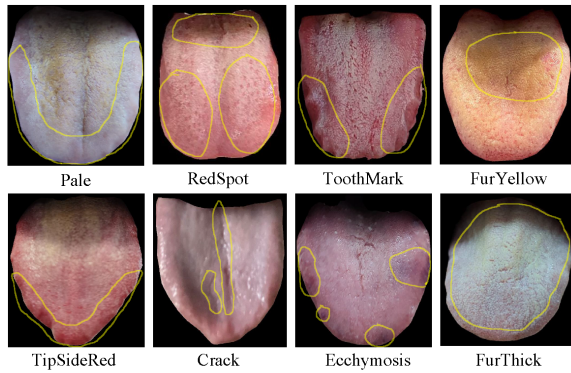 Pale
RedSpot
ToothMark
FurYellow
TipSideRed
Crack
Ecchymosis
FurThick